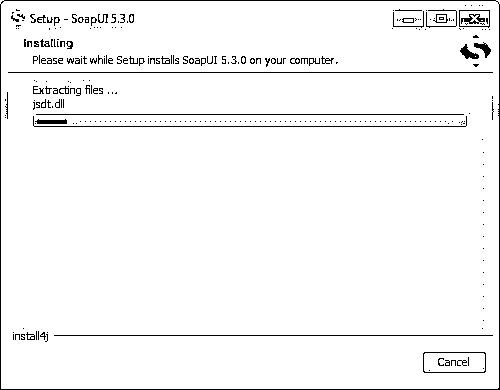 Setup - SoapUI 5.3.0
Installing
Please wait while Setup installs SoapUI 5.3.0 on your computer.
Extracting files ...
jsdt.dll
install4j
Cancel